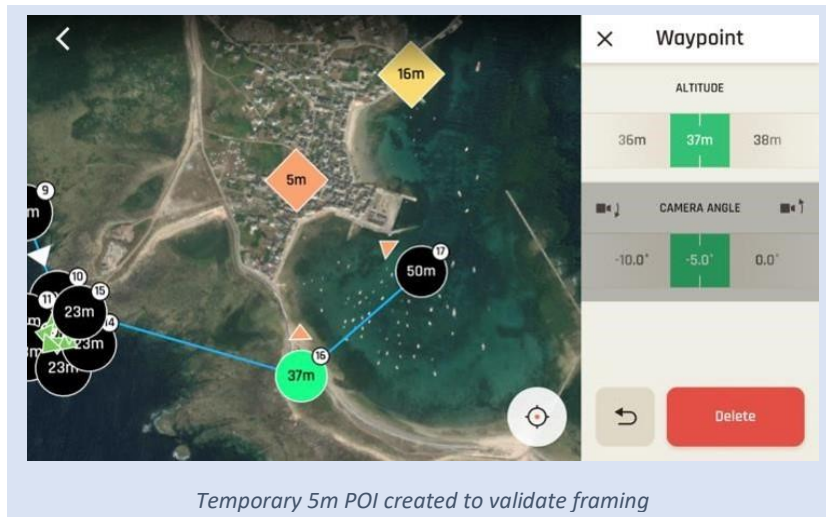 Waypoint
ALTITUDE
36m 37m 38m
CAMERA ANGLE
-10.0° -5.0° 0.0°
Delete
16m
5m
9
m
17
50m
10
15
11
23m
14
23m
23m
16
37m
Temporary 5m POI created to validate framing